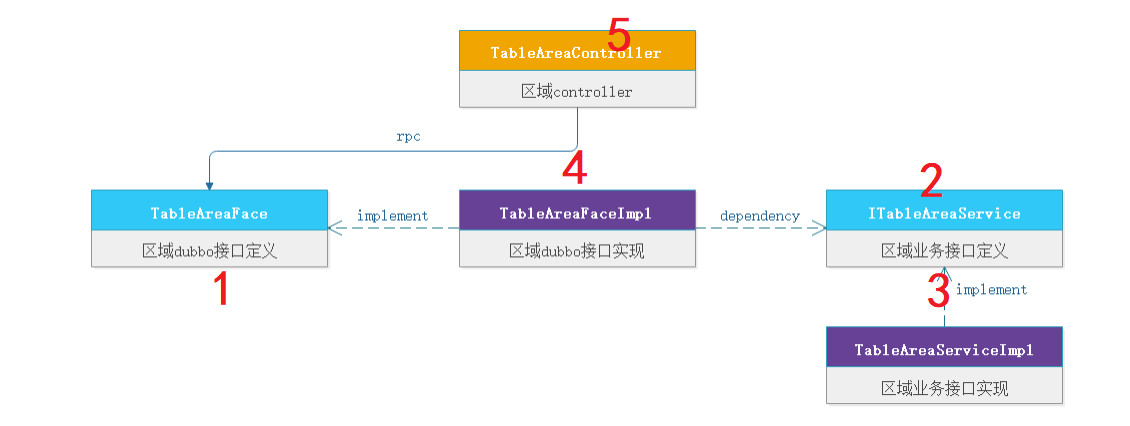 5
TableAreaController
区域controller
rpc
4
2
TableAreaFace
implement
TableAreaFaceImpl
dependency
ITableAreaService
区域dubbo接口定义
区域dubbo接口实现
区域业务接口定义
1
3
implement
TableAreaServiceImpl
区域业务接口实现